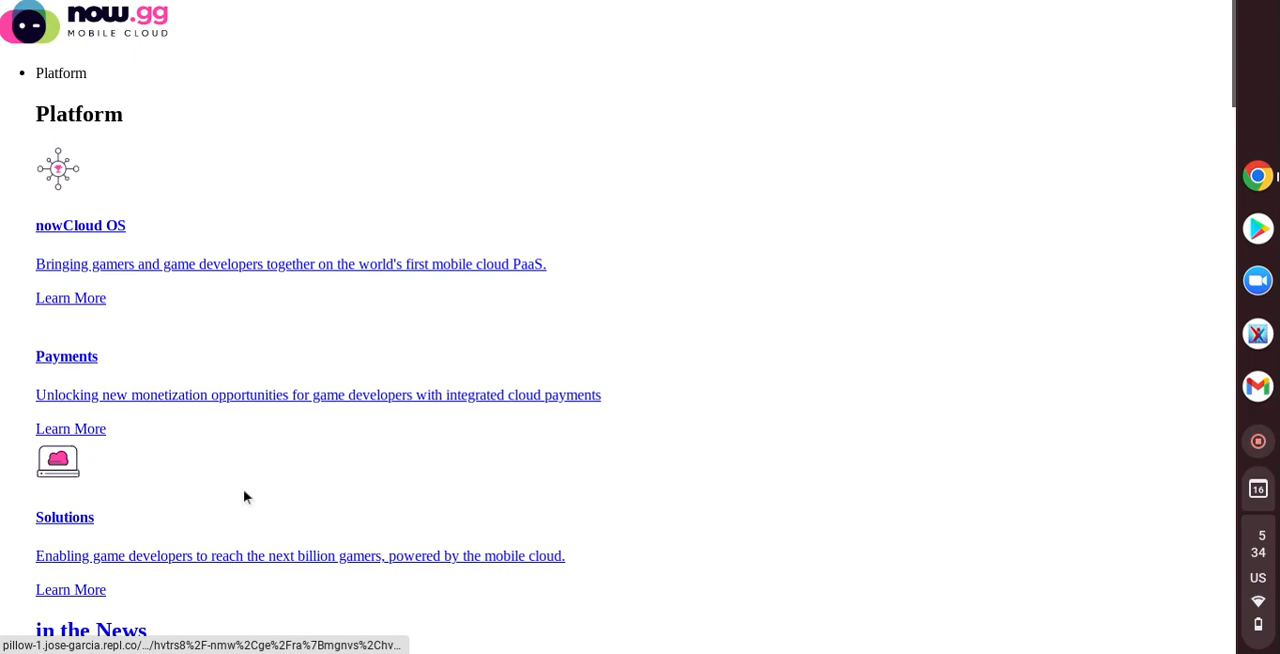 now.gg
MOBILE CLOUD
Platform
Platform
nowCloud OS
Bringing gamers and game developers together on the world's first mobile cloud PaaS.
Learn More
Payments
Unlocking new monetization opportunities for game developers with integrated cloud payments
Learn More
Solutions
Enabling game developers to reach the next billion gamers, powered by the mobile cloud.
Learn More
in the News
pillow-1.jose-garcia.repl.co/…/hvtrs8%2F-nmw%2Cge%2Fra%7Bmgnvs%2Chv…
16
5
34
US